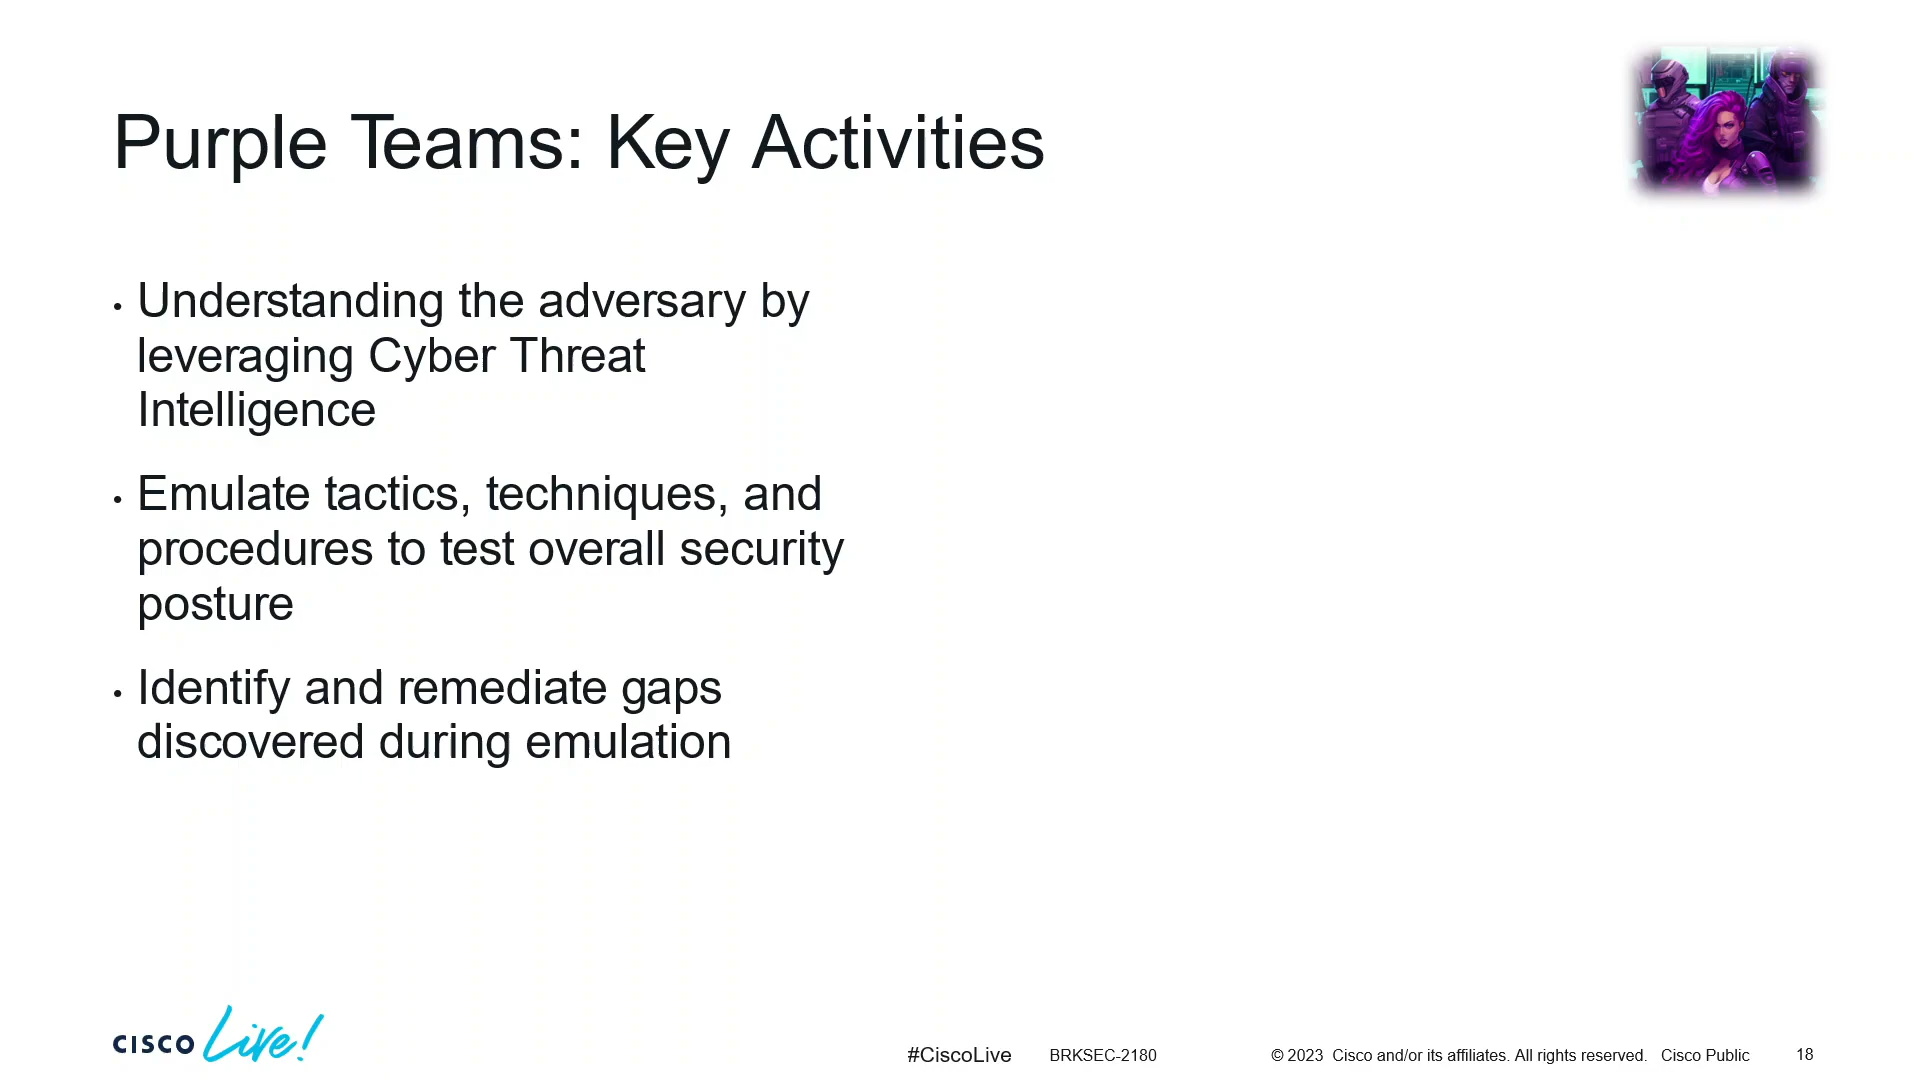 Purple Teams: Key Activities
• Understanding the adversary by
leveraging Cyber Threat
Intelligence
• Emulate tactics, techniques, and
procedures to test overall security
posture
• Identify and remediate gaps
discovered during emulation
CISCO Live!
#CiscoLive BRKSEC-2180 © 2023 Cisco and/or its affiliates. All rights reserved. Cisco Public 18